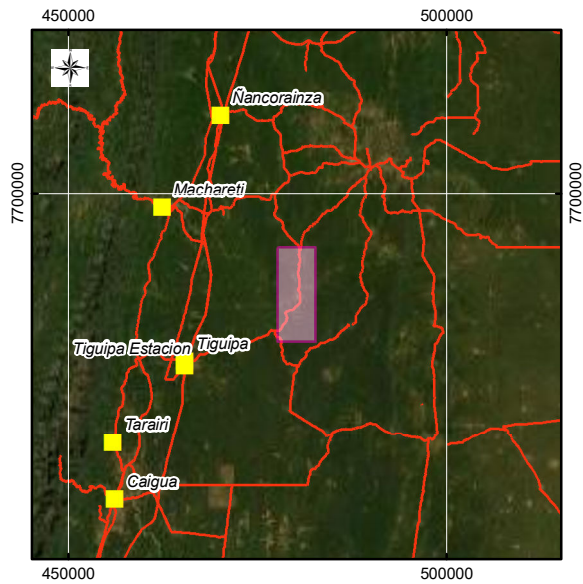 450000
500000
Ñancorainza
7700000
7700000
Machareti
Tiguipa Estacion
Tiguipa
Tarairi
Caigua
450000
500000